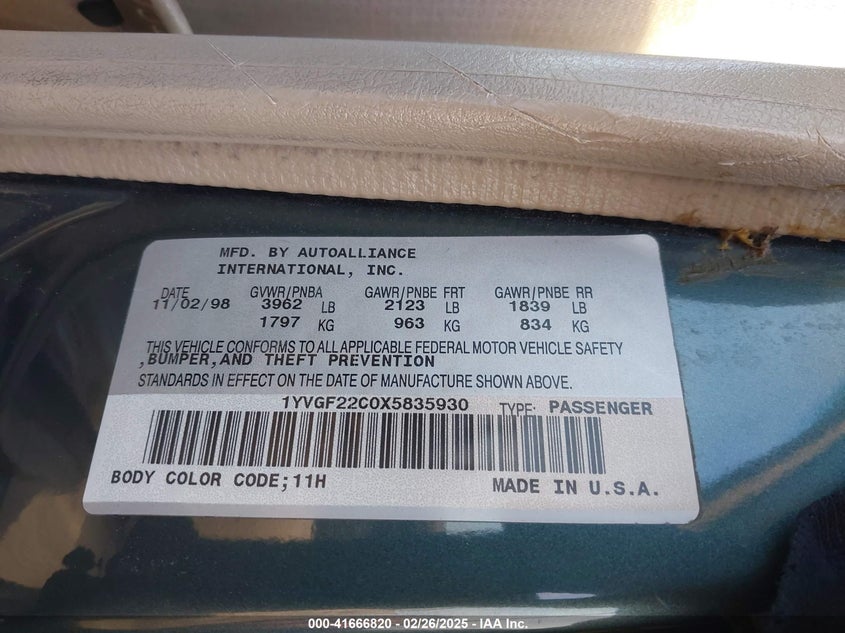 MFD. BY AUTOALLIANCE
INTERNATIONAL, INC.
DATE GVWR/PNBA GAWR/PNBE FRT GAWR/PNBE RR
11/02/98 3962 LB 2123 LB 1839 LB
1797 KG 963 KG 834 KG
THIS VEHICLE CONFORMS TO ALL APPLICABLE FEDERAL MOTOR VEHICLE SAFETY
,BUMPER,AND THEFT PREVENTION
STANDARDS IN EFFECT ON THE DATE OF MANUFACTURE SHOWN ABOVE.
1YVGF22C0X5835930 TYPE: PASSENGER
BODY COLOR CODE;11H MADE IN U.S.A.
000-41666820 - 02/26/2025 - IAA Inc.